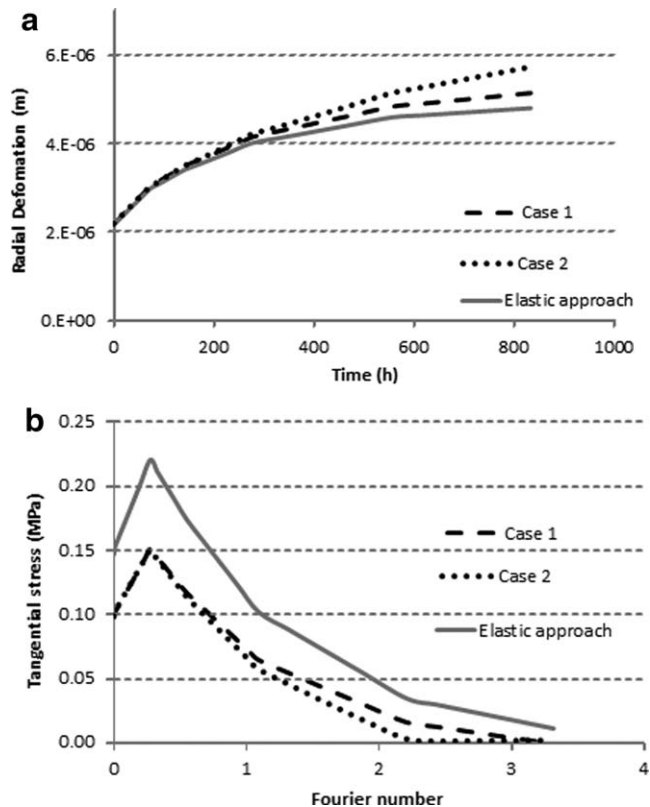 a
6.E-06
4.E-06
2.E-06
0.E+00
Radial Defomation (m)
Case 1
Case 2
Elastic approach
0 200 400 600 800 1000
Time (h)
b
0.25
0.20
0.15
0.10
0.05
0.00
Tangential stress (MPa)
Case 1
Case 2
Elastic approach
0 1 2 3 4
Fourier number